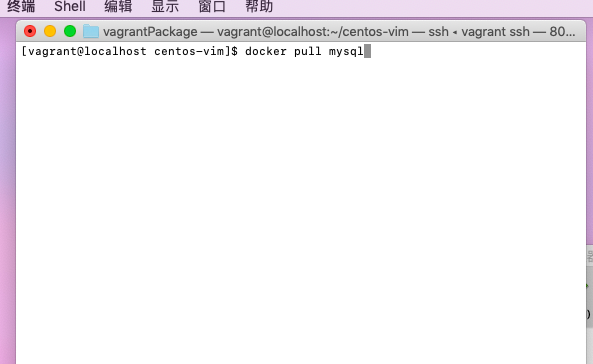 终端 Shell 编辑 显示 窗口 帮助
vagrantPackage — vagrant@localhost:~/centos-vim — ssh ◂ vagrant ssh — 80...
[vagrant@localhost centos-vim]$ docker pull mysql
)